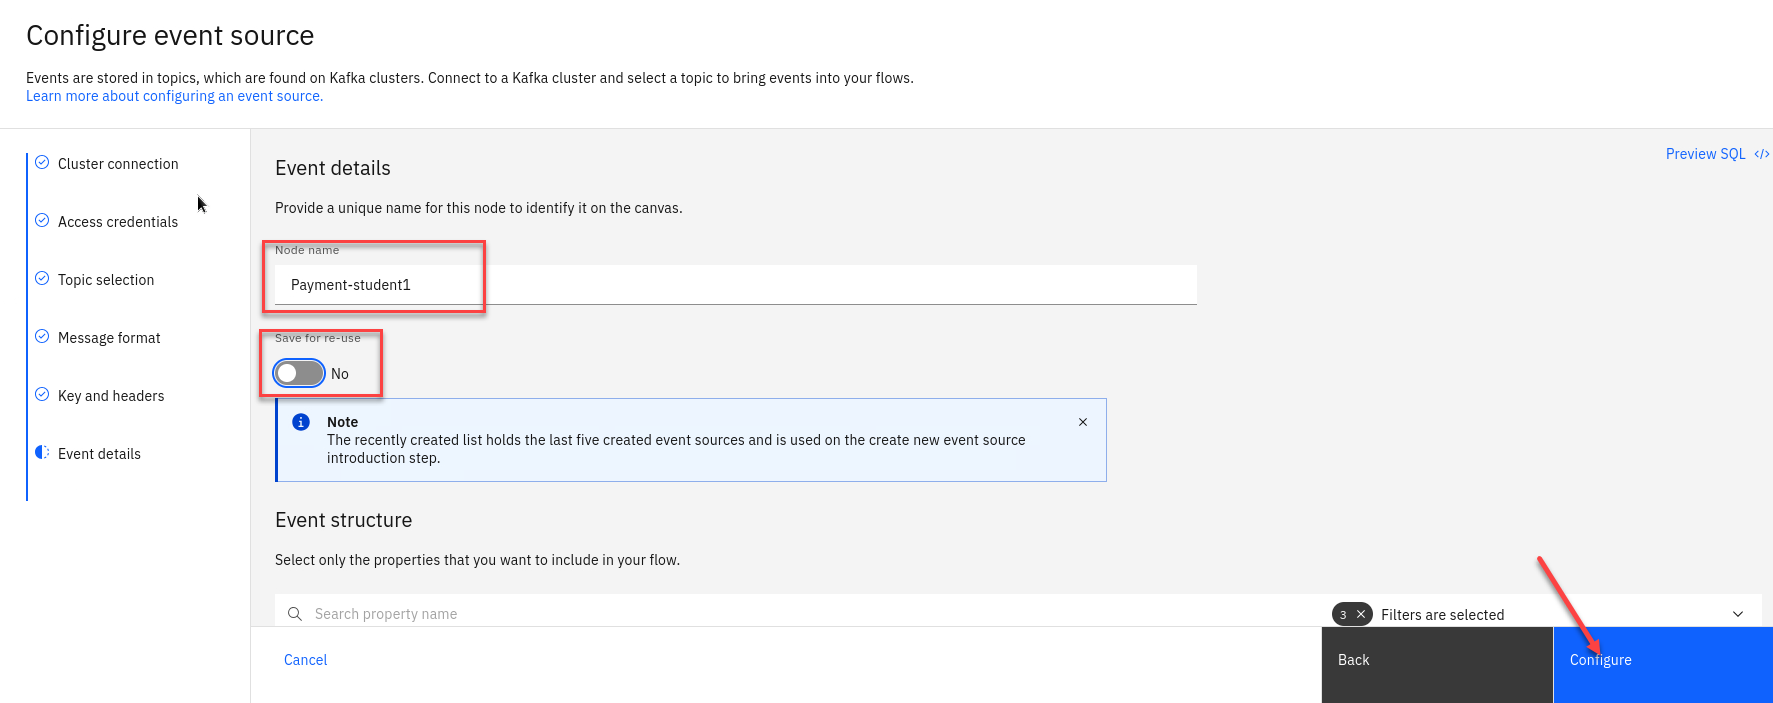 Configure event source
Events are stored in topics, which are found on Kafka clusters. Connect to a Kafka cluster and select a topic to bring events into your flows.
Learn more about configuring an event source.
Cluster connection
Access credentials
Topic selection
Message format
Key and headers
Event details
Preview SQL </>
Event details
Provide a unique name for this node to identify it on the canvas.
Node name
Payment-student1
Save for re-use
No
Note
The recently created list holds the last five created event sources and is used on the create new event source
introduction step.
Event structure
Select only the properties that you want to include in your flow.
Search property name
3 × Filters are selected
Cancel
Back
Configure